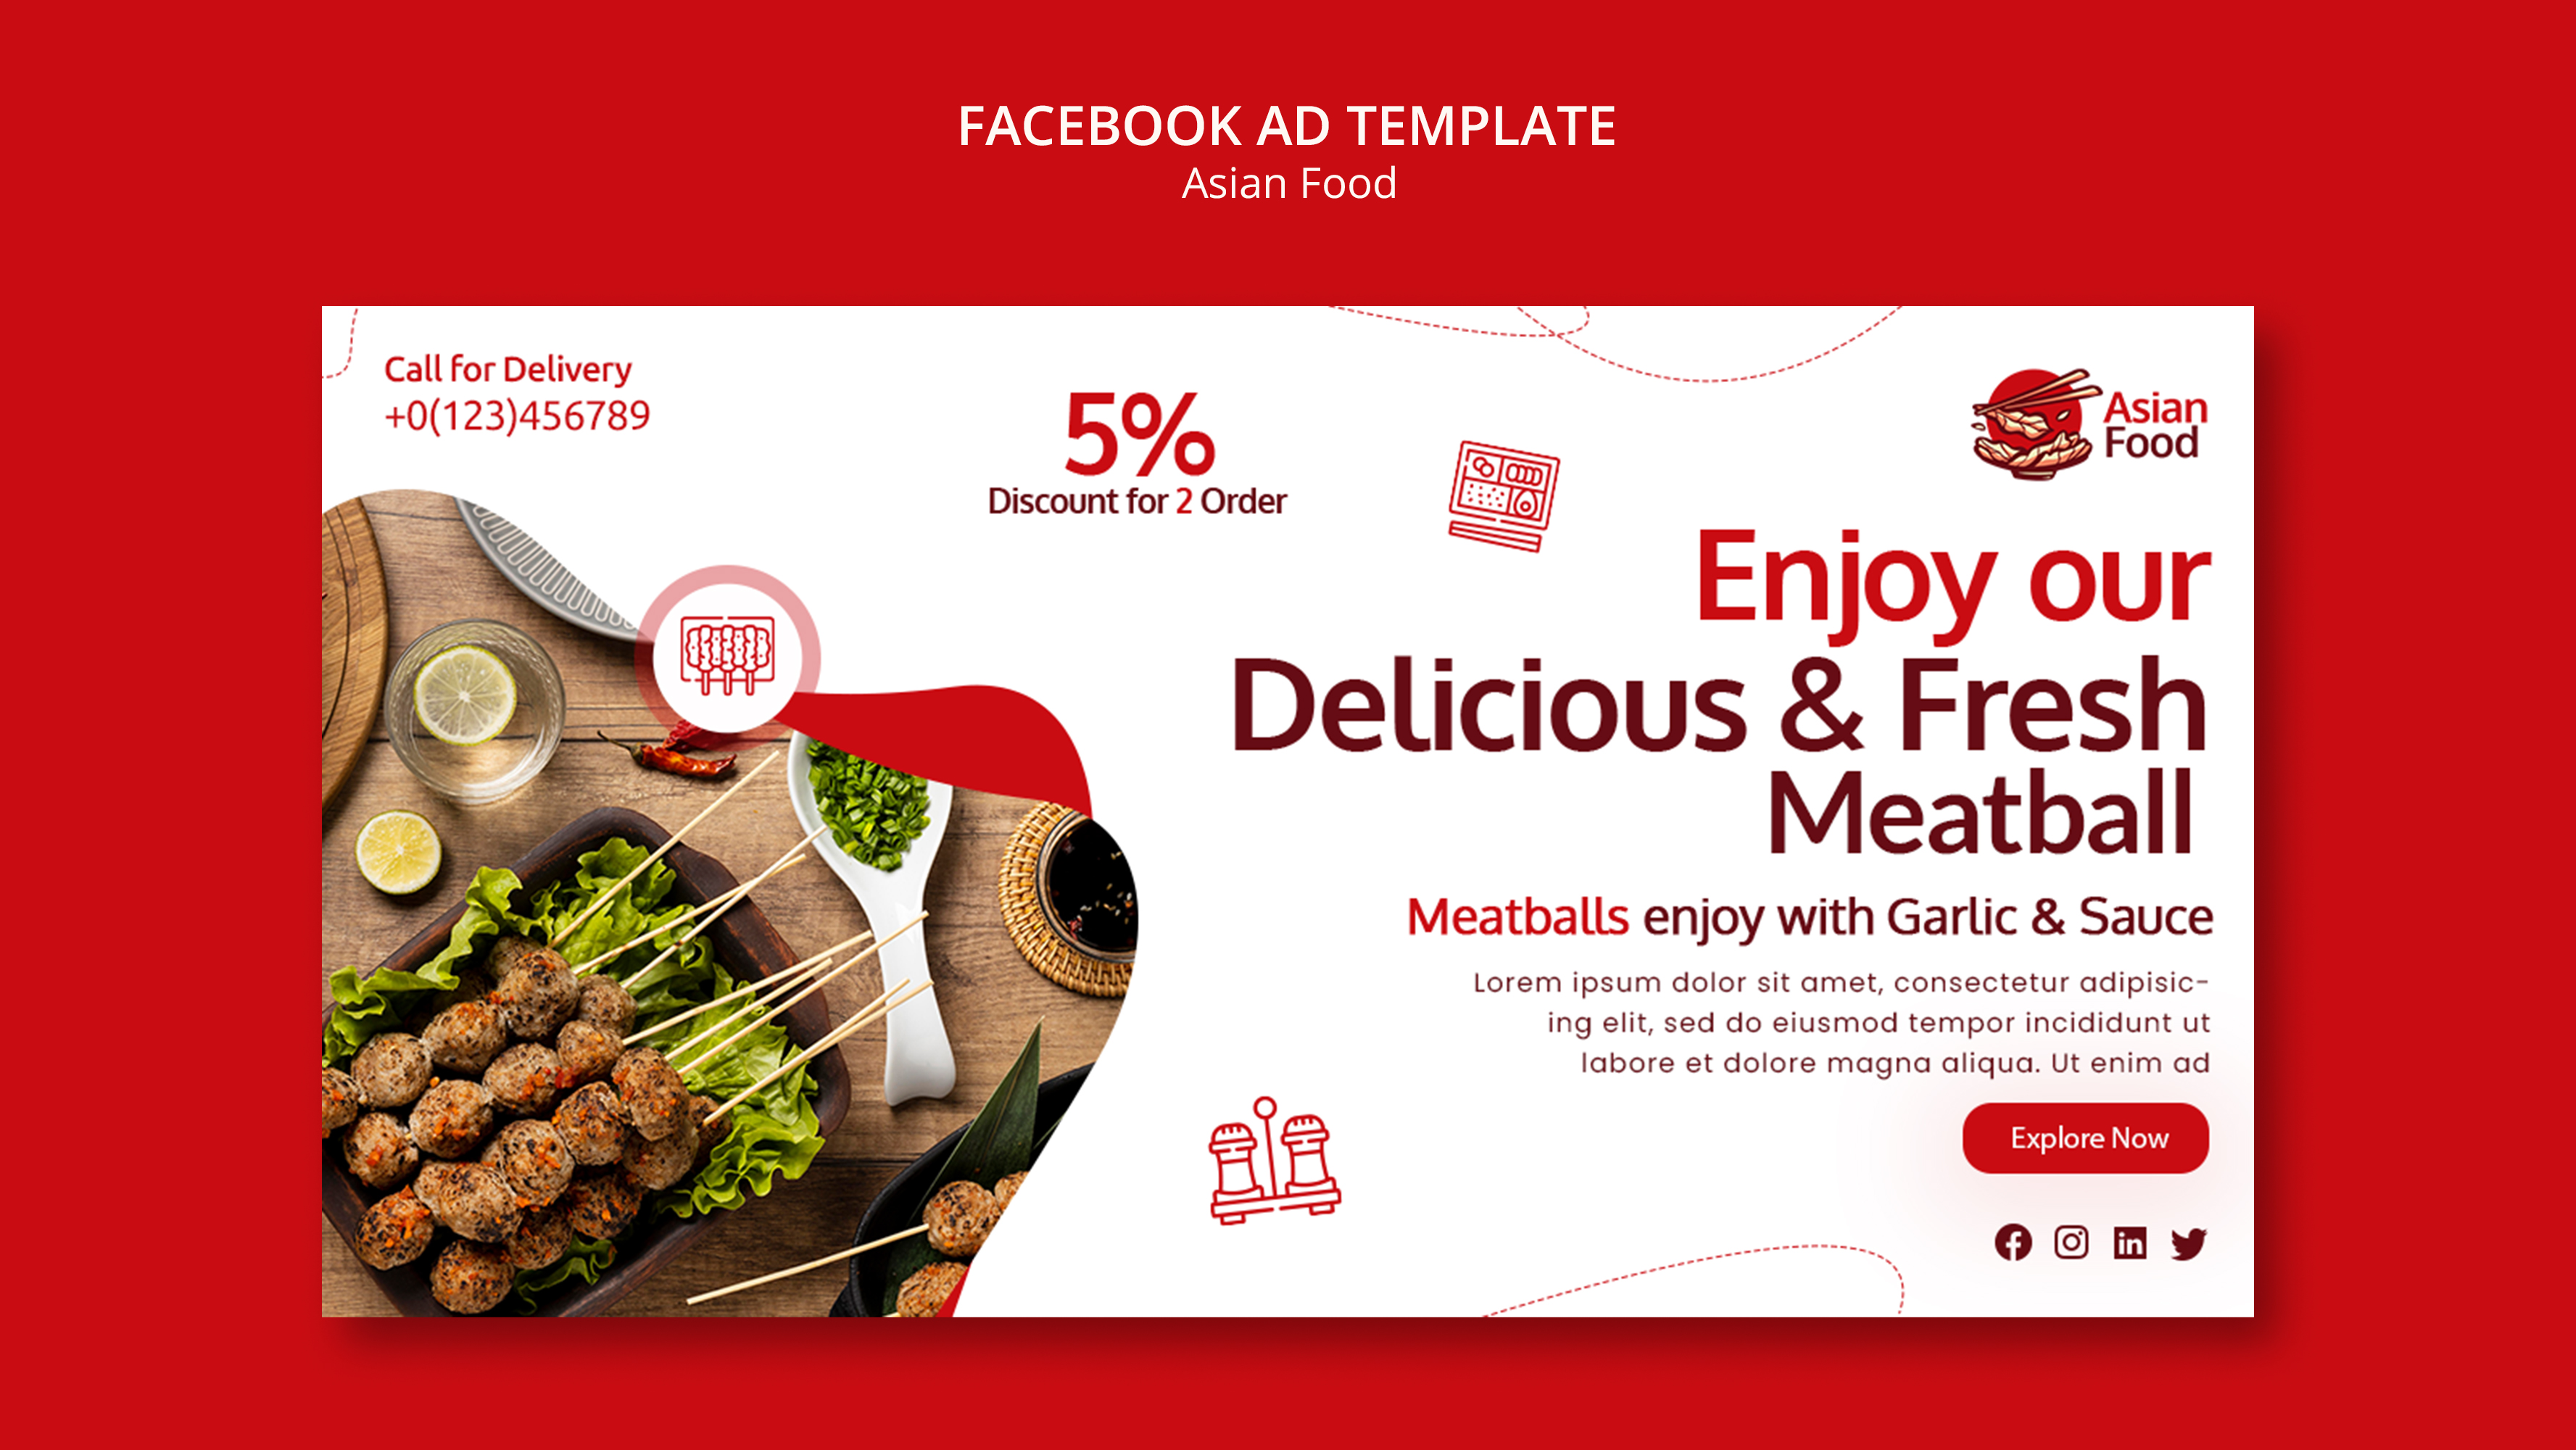 FACEBOOK AD TEMPLATE
Asian Food
Call for Delivery
+0(123)456789
5%
Discount for 2 Order
Asian
Food
Enjoy our
Delicious & Fresh
Meatball
Meatballs enjoy with Garlic & Sauce
Lorem ipsum dolor sit amet, consectetur adipisic-
ing elit, sed do eiusmod tempor incididunt ut
labore et dolore magna aliqua. Ut enim ad
Explore Now